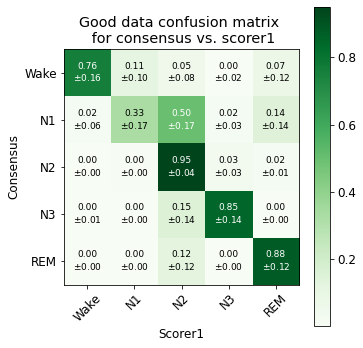 Good data confusion matrix
for consensus vs. scorer1
Consensus
Wake
0.76 0.11 0.05 0.00 0.07
±0.16 ±0.10 ±0.08 ±0.02 ±0.12
N1
0.02 0.33 0.50 0.02 0.14
±0.06 ±0.17 ±0.17 ±0.03 ±0.14
N2
0.00 0.00 0.95 0.03 0.02
±0.00 ±0.00 ±0.04 ±0.03 ±0.01
N3
0.00 0.00 0.15 0.85 0.00
±0.01 ±0.00 ±0.14 ±0.14 ±0.00
REM
0.00 0.00 0.12 0.00 0.88
±0.00 ±0.00 ±0.12 ±0.00 ±0.12
Wake N1 N2 N3 REM
Scorer1
0.8
0.6
0.4
0.2